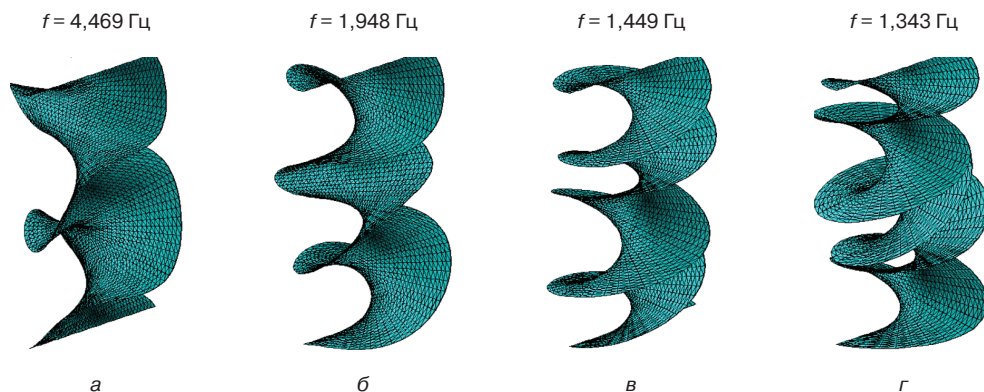 f = 4,469 Гц
f = 1,948 Гц
f = 1,449 Гц
f = 1,343 Гц
а
б
в
г